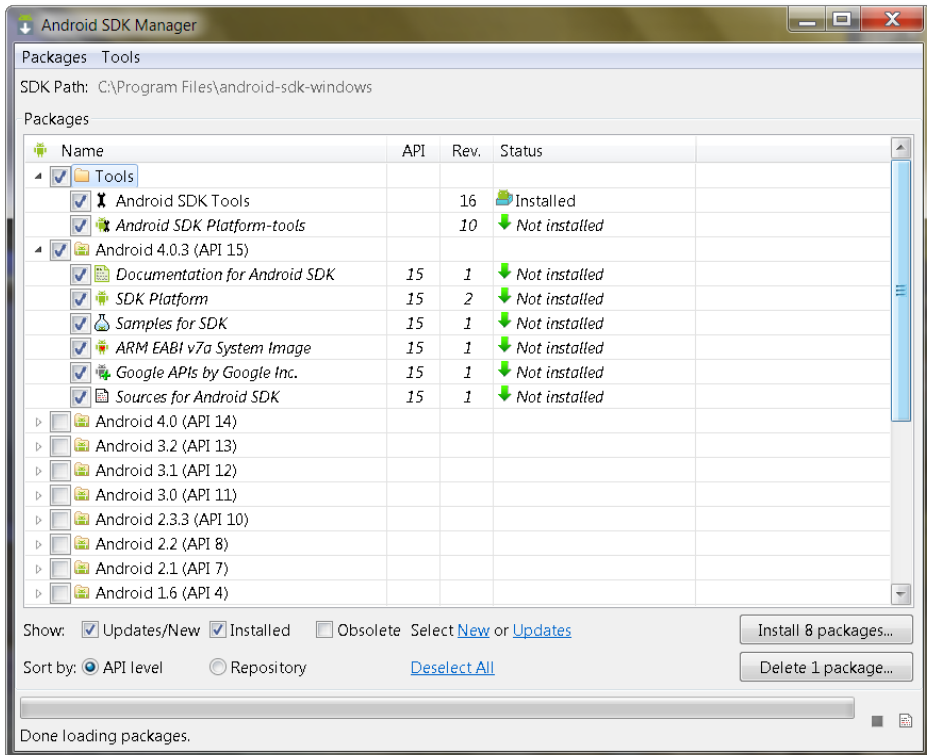 Android SDK Manager
Packages Tools
SDK Path: C:\Program Files\android-sdk-windows
Packages
Name API Rev. Status
Tools
Android SDK Tools 16 Installed
Android SDK Platform-tools 10 Not installed
Android 4.0.3 (API 15)
Documentation for Android SDK 15 1 Not installed
SDK Platform 15 2 Not installed
Samples for SDK 15 1 Not installed
ARM EABI v7a System Image 15 1 Not installed
Google APIs by Google Inc. 15 1 Not installed
Sources for Android SDK 15 1 Not installed
Android 4.0 (API 14)
Android 3.2 (API 13)
Android 3.1 (API 12)
Android 3.0 (API 11)
Android 2.3.3 (API 10)
Android 2.2 (API 8)
Android 2.1 (API 7)
Android 1.6 (API 4)
Show: Updates/New Installed Obsolete Select New or Updates Install 8 packages...
Sort by: API level Repository Deselect All Delete 1 package...
Done loading packages.